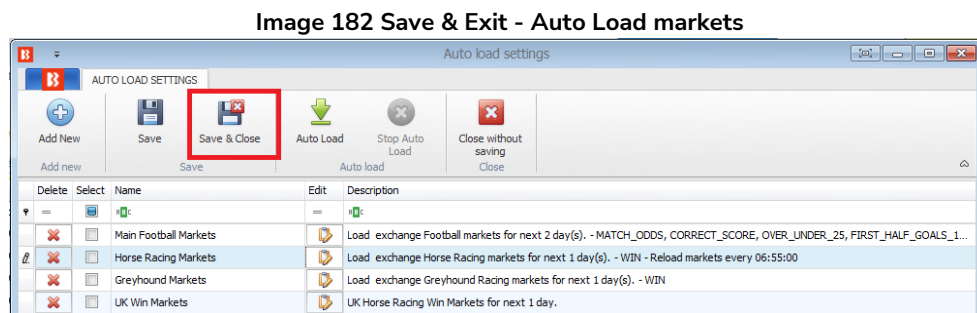 Image 182 Save & Exit - Auto Load markets
Auto load settings
AUTO LOAD SETTINGS
Add New
Save
Save & Close
Auto Load
Stop Auto
Load
Close without
saving
Add new
Save
Auto load
Close
Delete Select Name Edit Description
Main Football Markets Load exchange Football markets for next 2 day(s). - MATCH_ODDS, CORRECT_SCORE, OVER_UNDER_25, FIRST_HALF_GOALS_1...
Horse Racing Markets Load exchange Horse Racing markets for next 1 day(s). - WIN - Reload markets every 06:55:00
Greyhound Markets Load exchange Greyhound Racing markets for next 1 day(s). - WIN
UK Win Markets UK Horse Racing Win Markets for next 1 day.